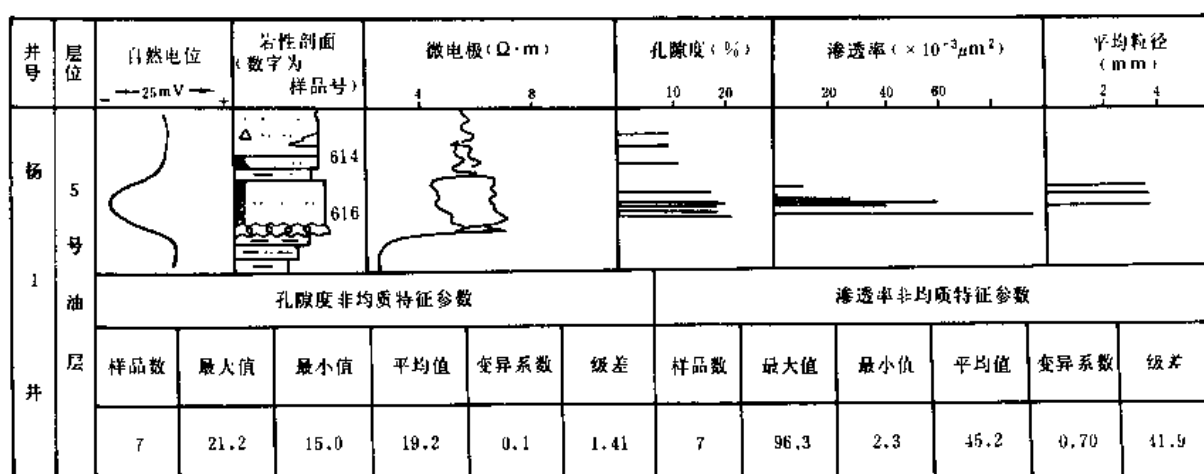 井号 层位 自然电位 岩性剖面 微电极(Ω·m) 孔隙度(%) 渗透率(×10⁻³μm²) 平均粒径
(数字为 (mm)
− 25mV + 样品号) 4 8 10 20 20 40 60 2 4
杨1井 5号油层
614
616
孔隙度非均质特征参数 渗透率非均质特征参数
样品数 最大值 最小值 平均值 变异系数 级差 样品数 最大值 最小值 平均值 变异系数 级差
7 21.2 15.0 19.2 0.1 1.41 7 96.3 2.3 45.2 0.70 41.9